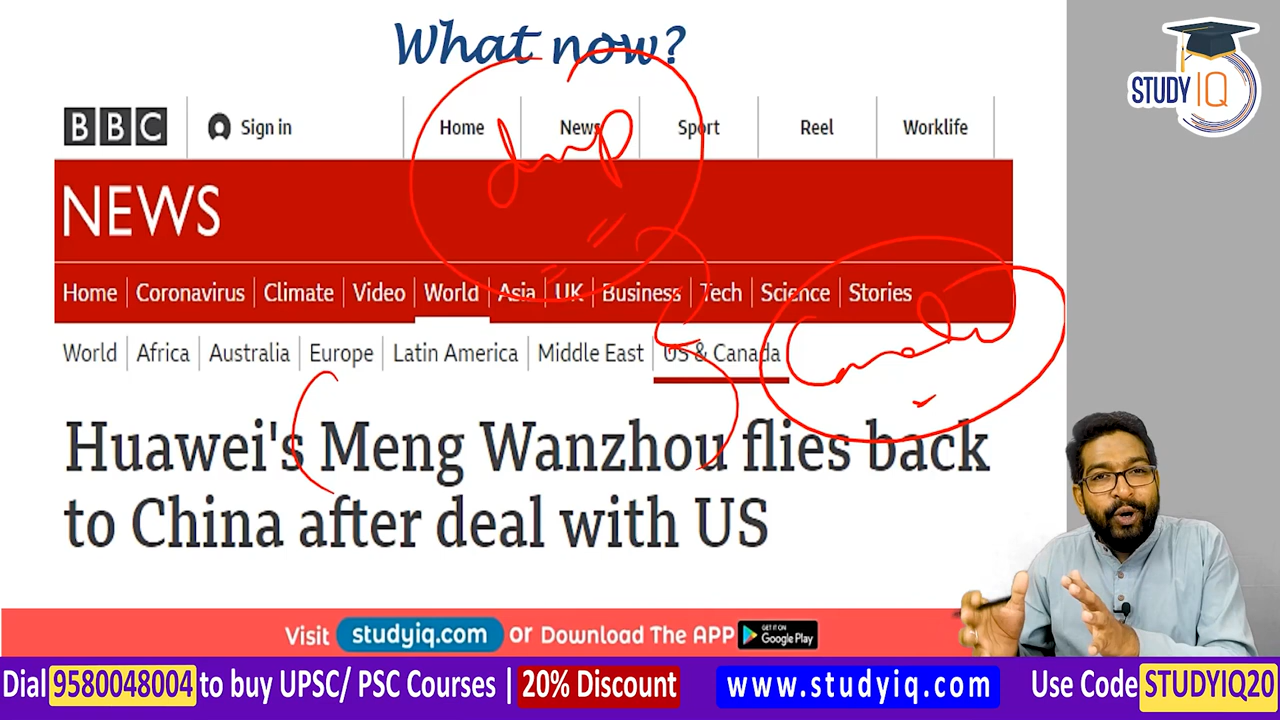 What now?
STUDY IQ
BBC Sign in Home News Sport Reel Worklife
NEWS
Home Coronavirus Climate Video World Asia UK Business Tech Science Stories
World Africa Australia Europe Latin America Middle East US & Canada
Canada
Huawei's Meng Wanzhou flies back
to China after deal with US
Visit studyiq.com or Download The APP GET IT ON Google Play
Dial 9580048004 to buy UPSC/ PSC Courses | 20% Discount www.studyiq.com Use Code STUDYIQ20